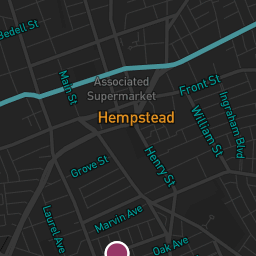 Bedell St
Main St
Associated
Supermarket
Front St
Hempstead
William St
Ingraham Blvd
Henry St
Grove St
Marvin Ave
Laurel Ave
Oak Ave